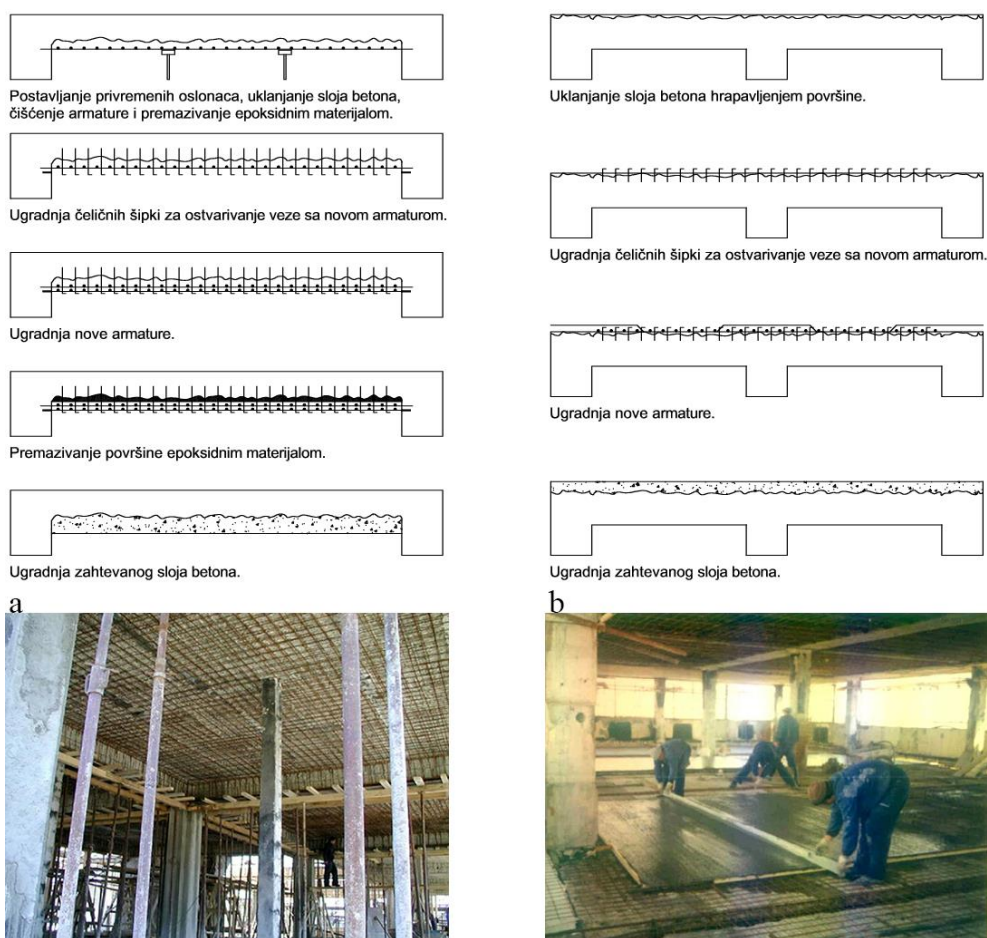 Postavljanje privremenih oslonaca, uklanjanje sloja betona,
čišćenje armature i premazivanje epoksidnim materijalom.
Ugradnja čeličnih šipki za ostvarivanje veze sa novom armaturom.
Ugradnja nove armature.
Premazivanje površine epoksidnim materijalom.
Ugradnja zahtevanog sloja betona.
a
Uklanjanje sloja betona hrapavljenjem površine.
Ugradnja čeličnih šipki za ostvarivanje veze sa novom armaturom.
Ugradnja nove armature.
Ugradnja zahtevanog sloja betona.
b